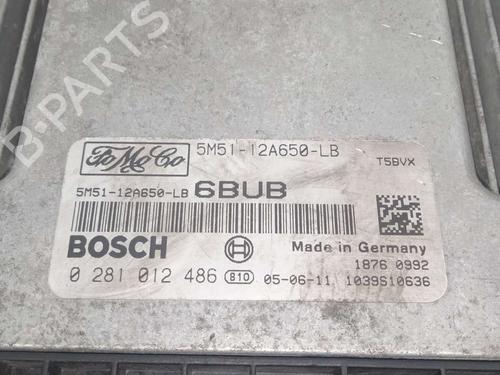 B-PARTS
FoMoCo
5M51-12A650-LB
T5BVX
5M51-12A650-LB 6BUB
BOSCH
Made in Germany
1876 0992
0 281 012 486 810 05-06-11 1039S10636